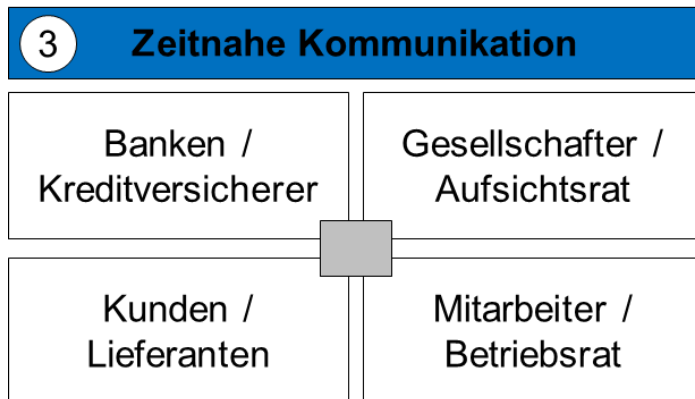 3 Zeitnahe Kommunikation
Banken /
Kreditversicherer
Gesellschafter /
Aufsichtsrat
Kunden /
Lieferanten
Mitarbeiter /
Betriebsrat